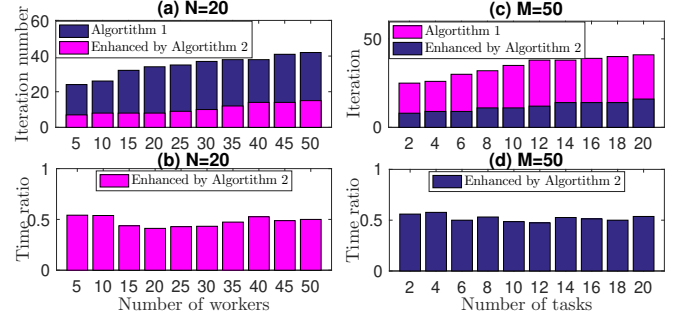 (a) N=20
Iteration number
60
40
20
0
Algorithm 1
Enhanced by Algorithm 2
5 10 15 20 25 30 35 40 45 50
(c) M=50
Iteration
50
0
Algorithm 1
Enhanced by Algorithm 2
2 4 6 8 10 12 14 16 18 20
(b) N=20
Time ratio
1
0.5
0
Enhanced by Algortithm 2
5 10 15 20 25 30 35 40 45 50
Number of workers
(d) M=50
Time ratio
1
0.5
0
Enhanced by Algortithm 2
2 4 6 8 10 12 14 16 18 20
Number of tasks